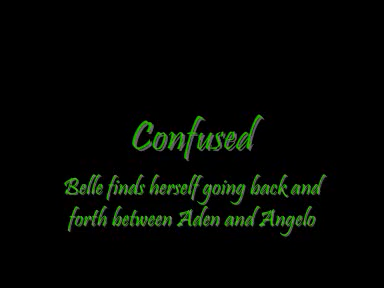 Confused
Belle finds herself going back and
forth between Aden and Angelo